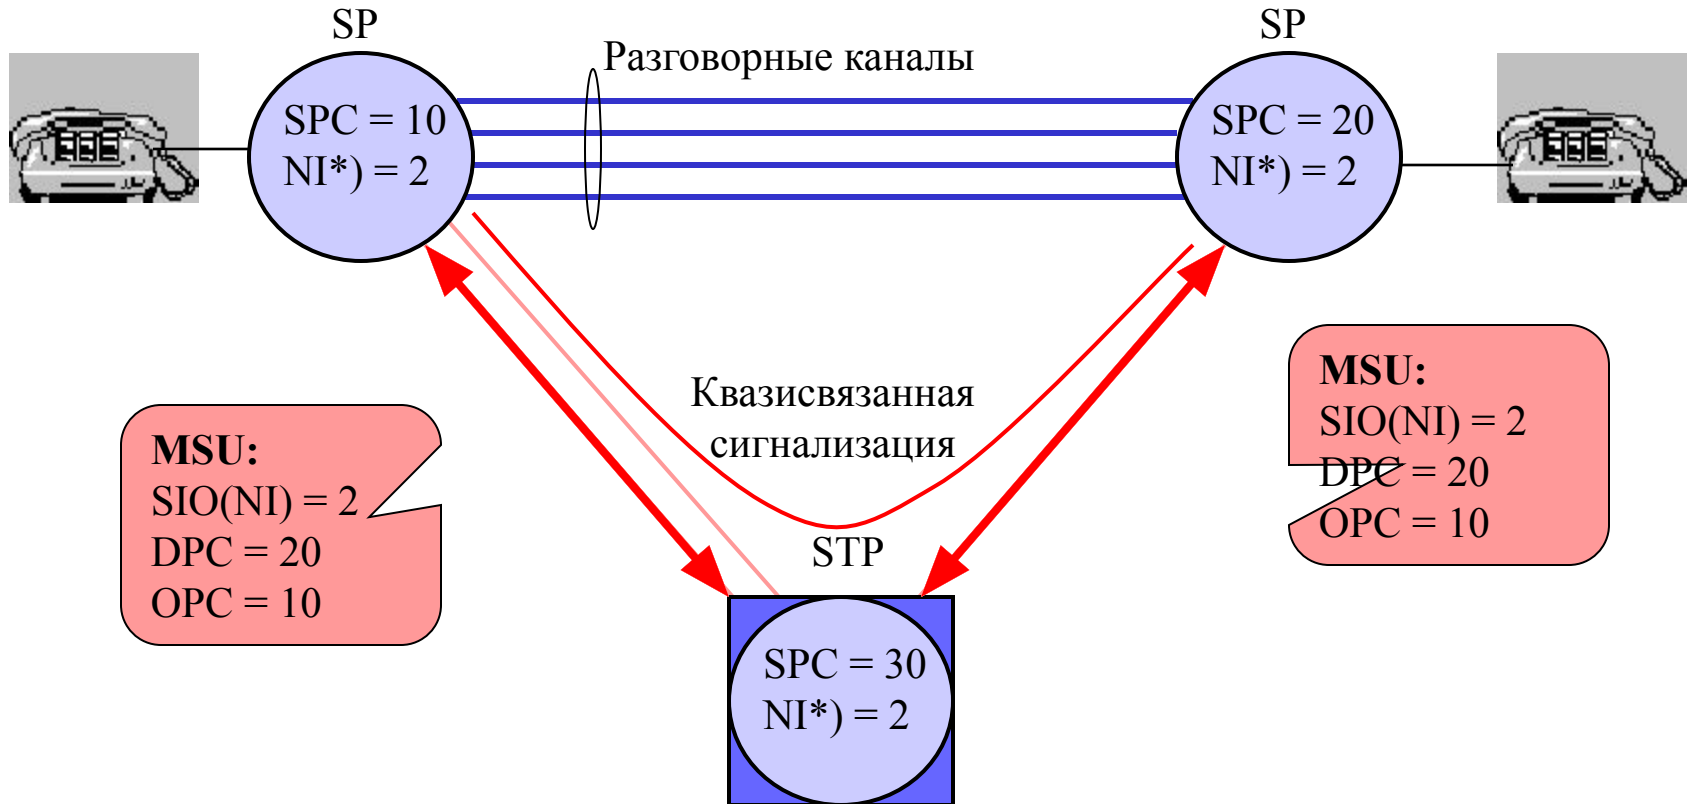 SP
SP
Разговорные каналы
SPC = 10
NI*) = 2
SPC = 20
NI*) = 2
Квазисвязанная
сигнализация
MSU:
SIO(NI) = 2
DPC = 20
OPC = 10
MSU:
SIO(NI) = 2
DPC = 20
OPC = 10
STP
SPC = 30
NI*) = 2